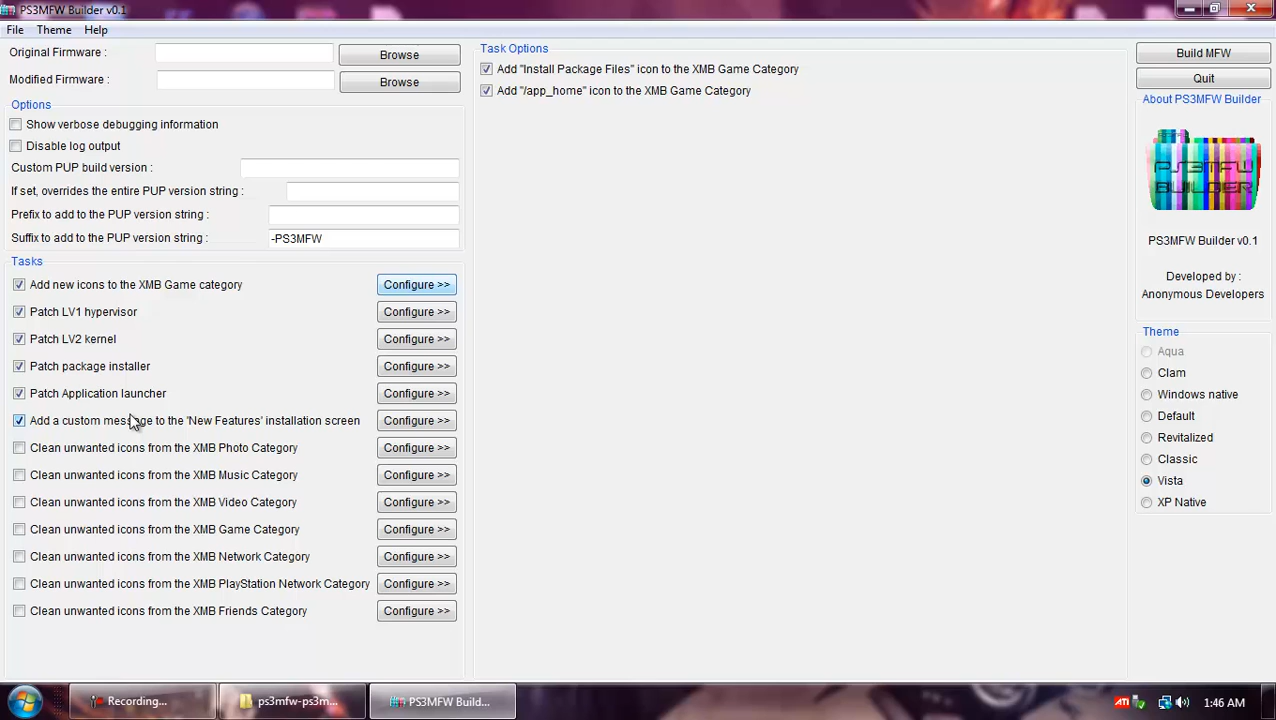 PS3MFW Builder v0.1
File Theme Help
Original Firmware: Browse
Modified Firmware: Browse
Options
Show verbose debugging information
Disable log output
Custom PUP build version :
If set, overrides the entire PUP version string :
Prefix to add to the PUP version string :
Suffix to add to the PUP version string : -PS3MFW
Tasks
Add new icons to the XMB Game category Configure >>
Patch LV1 hypervisor Configure >>
Patch LV2 kernel Configure >>
Patch package installer Configure >>
Patch Application launcher Configure >>
Add a custom message to the 'New Features' installation screen Configure >>
Clean unwanted icons from the XMB Photo Category Configure >>
Clean unwanted icons from the XMB Music Category Configure >>
Clean unwanted icons from the XMB Video Category Configure >>
Clean unwanted icons from the XMB Game Category Configure >>
Clean unwanted icons from the XMB Network Category Configure >>
Clean unwanted icons from the XMB PlayStation Network Category Configure >>
Clean unwanted icons from the XMB Friends Category Configure >>
Task Options
Add "Install Package Files" icon to the XMB Game Category
Add "/app_home" icon to the XMB Game Category
Build MFW
Quit
About PS3MFW Builder
PS3MFW
BUILDER
PS3MFW Builder v0.1
Developed by :
Anonymous Developers
Theme
Aqua
Clam
Windows native
Default
Revitalized
Classic
Vista
XP Native
Recording... ps3mfw-ps3m... PS3MFW Build... ATI 1:46 AM